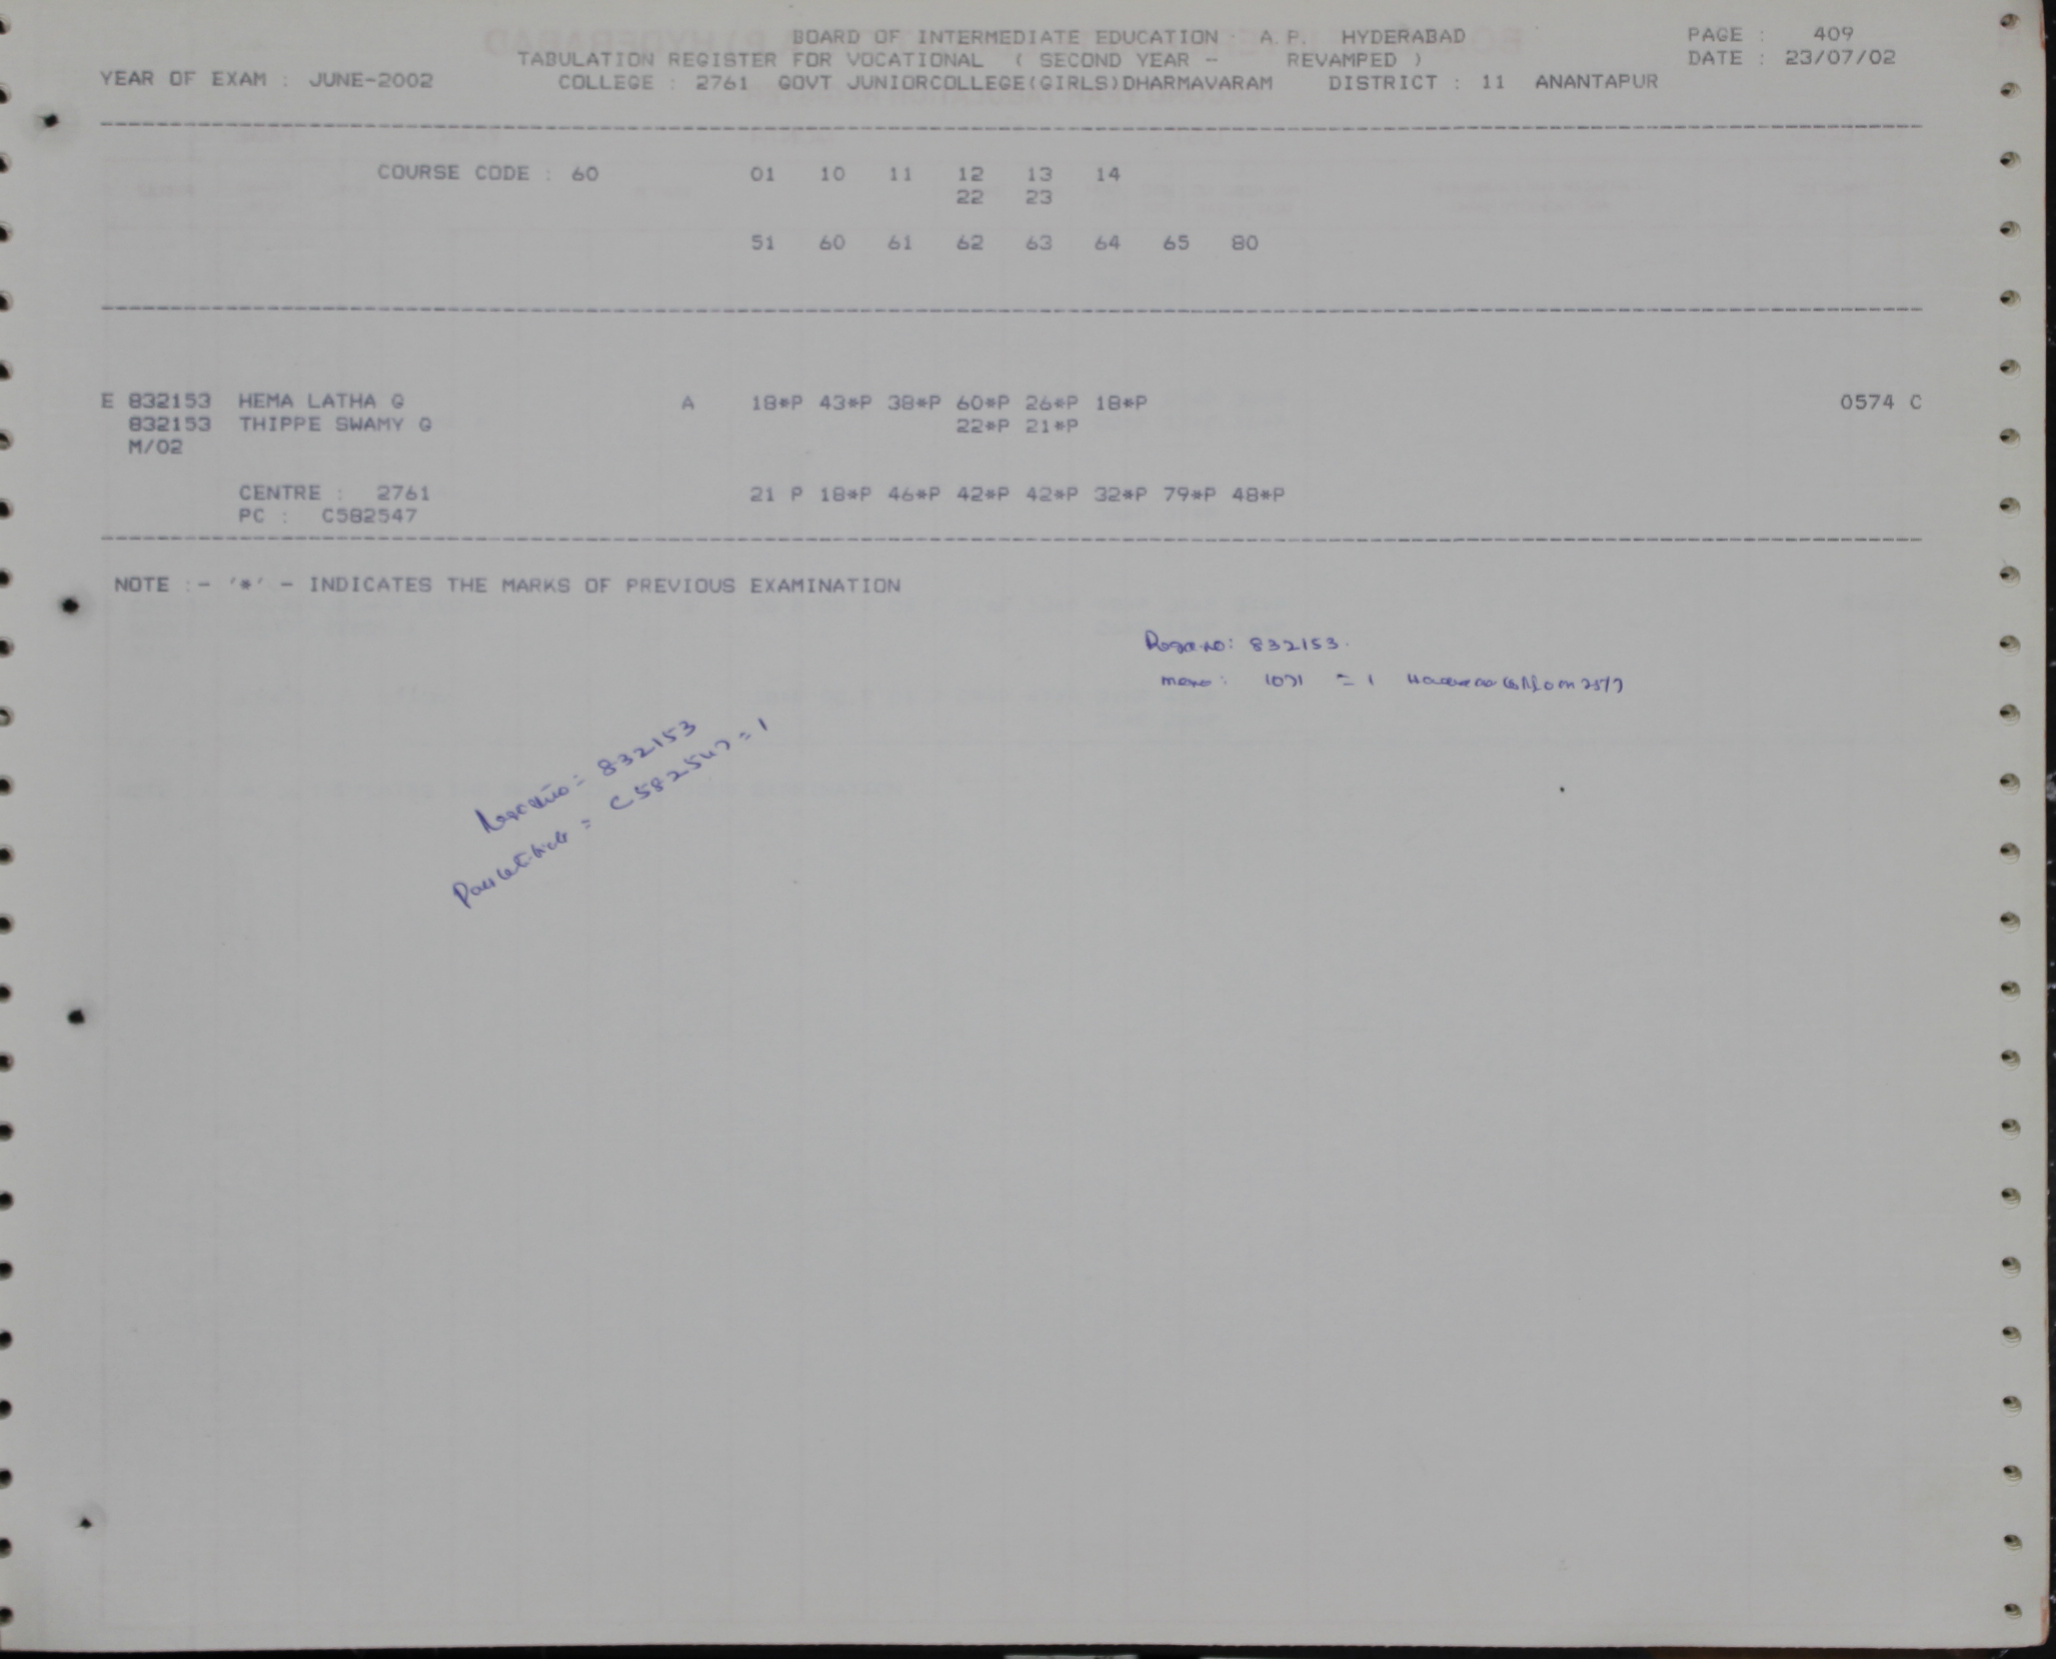 BOARD OF INTERMEDIATE EDUCATION A.P. HYDERABAD PAGE : 409
TABULATION REGISTER FOR VOCATIONAL ( SECOND YEAR - REVAMPED ) DATE : 23/07/02
YEAR OF EXAM : JUNE-2002 COLLEGE : 2761 GOVT JUNIORCOLLEGE(GIRLS)DHARMAVARAM DISTRICT : 11 ANANTAPUR
COURSE CODE : 60 01 10 11 12 13 14
22 23
51 60 61 62 63 64 65 80
E 832153 HEMA LATHA G A 18*P 43*P 38*P 60*P 26*P 18*P 0574 C
832153 THIPPE SWAMY G 22*P 21*P
M/02
CENTRE : 2761 21 P 18*P 46*P 42*P 42*P 32*P 79*P 48*P
PC : C582547
NOTE :- '*' - INDICATES THE MARKS OF PREVIOUS EXAMINATION
832153.
= 1
= 832153
= C582547 = 1